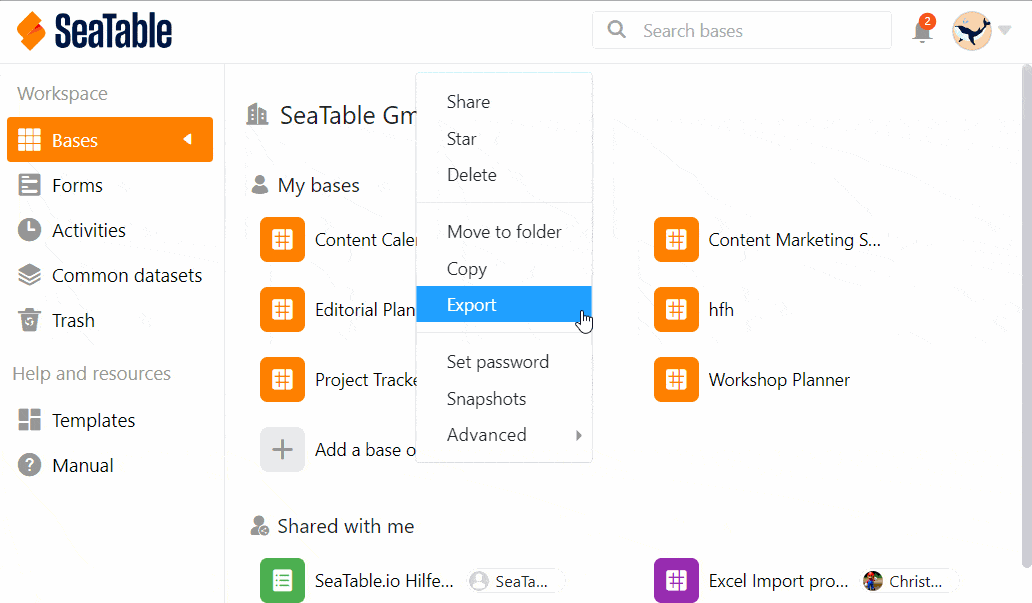 SeaTable
Search bases
2
Workspace
Bases
Forms
Activities
Common datasets
Trash
Help and resources
Templates
Manual
SeaTable Gm
My bases
Content Caler
Content Marketing S...
Editorial Plan
hfh
Project Tracke
Workshop Planner
Add a base o
Share
Star
Delete
Move to folder
Copy
Export
Set password
Snapshots
Advanced
Shared with me
SeaTable.io Hilfe...
SeaTa...
Excel Import pro...
Christ...